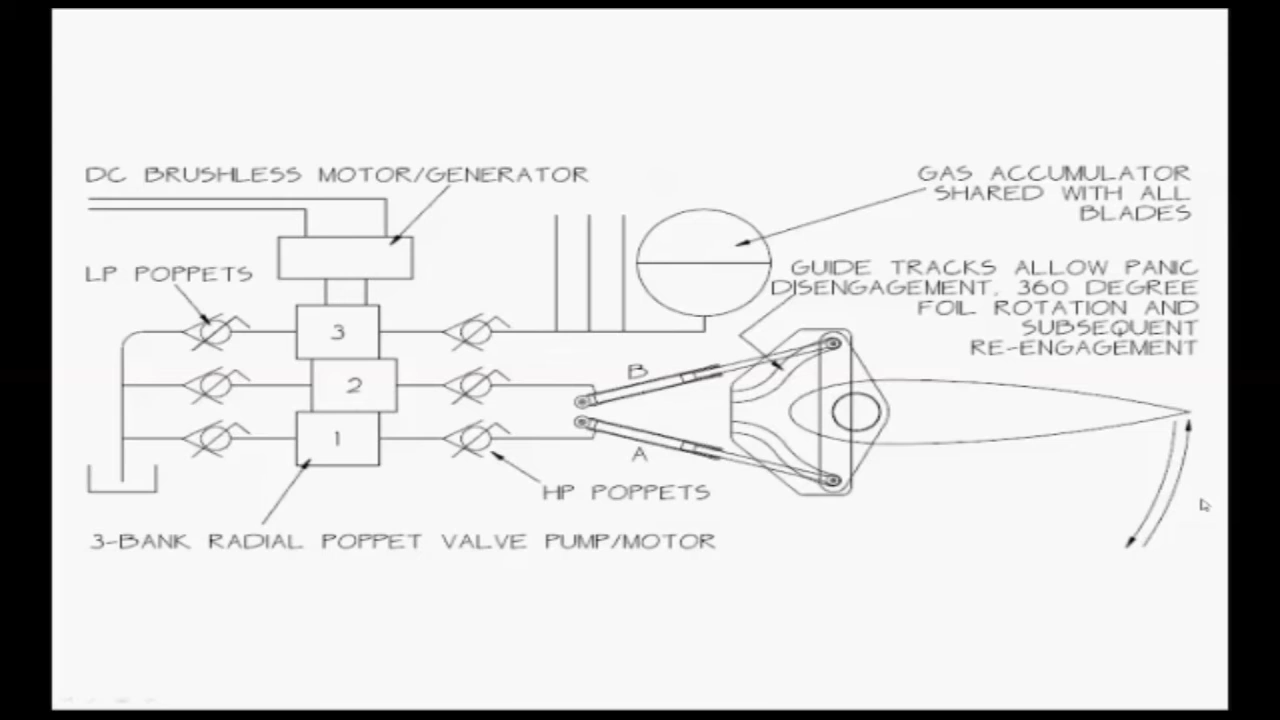 DC BRUSHLESS MOTOR/GENERATOR
GAS ACCUMULATOR
SHARED WITH ALL
BLADES
LP POPPETS
GUIDE TRACKS ALLOW PANIC
DISENGAGEMENT, 360 DEGREE
FOIL ROTATION AND
SUBSEQUENT
RE-ENGAGEMENT
3
2
1
B
A
HP POPPETS
3-BANK RADIAL POPPET VALVE PUMP/MOTOR